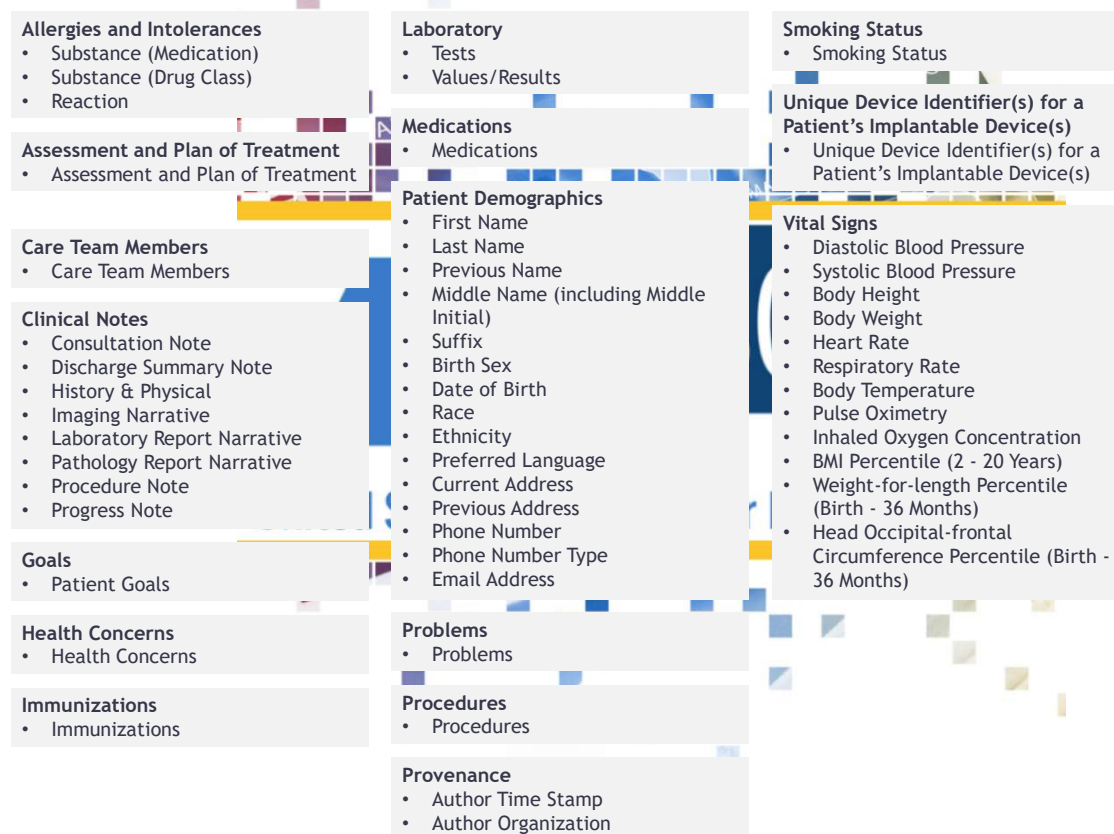 Allergies and Intolerances
• Substance (Medication)
• Substance (Drug Class)
• Reaction
Assessment and Plan of Treatment
• Assessment and Plan of Treatment
Care Team Members
• Care Team Members
Clinical Notes
• Consultation Note
• Discharge Summary Note
• History & Physical
• Imaging Narrative
• Laboratory Report Narrative
• Pathology Report Narrative
• Procedure Note
• Progress Note
Goals
• Patient Goals
Health Concerns
• Health Concerns
Immunizations
• Immunizations
Laboratory
• Tests
• Values/Results
Medications
• Medications
Patient Demographics
• First Name
• Last Name
• Previous Name
• Middle Name (including Middle
Initial)
• Suffix
• Birth Sex
• Date of Birth
• Race
• Ethnicity
• Preferred Language
• Current Address
• Previous Address
• Phone Number
• Phone Number Type
• Email Address
Problems
• Problems
Procedures
• Procedures
Provenance
• Author Time Stamp
• Author Organization
Smoking Status
• Smoking Status
Unique Device Identifier(s) for a
Patient's Implantable Device(s)
• Unique Device Identifier(s) for a
Patient's Implantable Device(s)
Vital Signs
• Diastolic Blood Pressure
• Systolic Blood Pressure
• Body Height
• Body Weight
• Heart Rate
• Respiratory Rate
• Body Temperature
• Pulse Oximetry
• Inhaled Oxygen Concentration
• BMI Percentile (2 - 20 Years)
• Weight-for-length Percentile
(Birth - 36 Months)
• Head Occipital-frontal
Circumference Percentile (Birth -
36 Months)